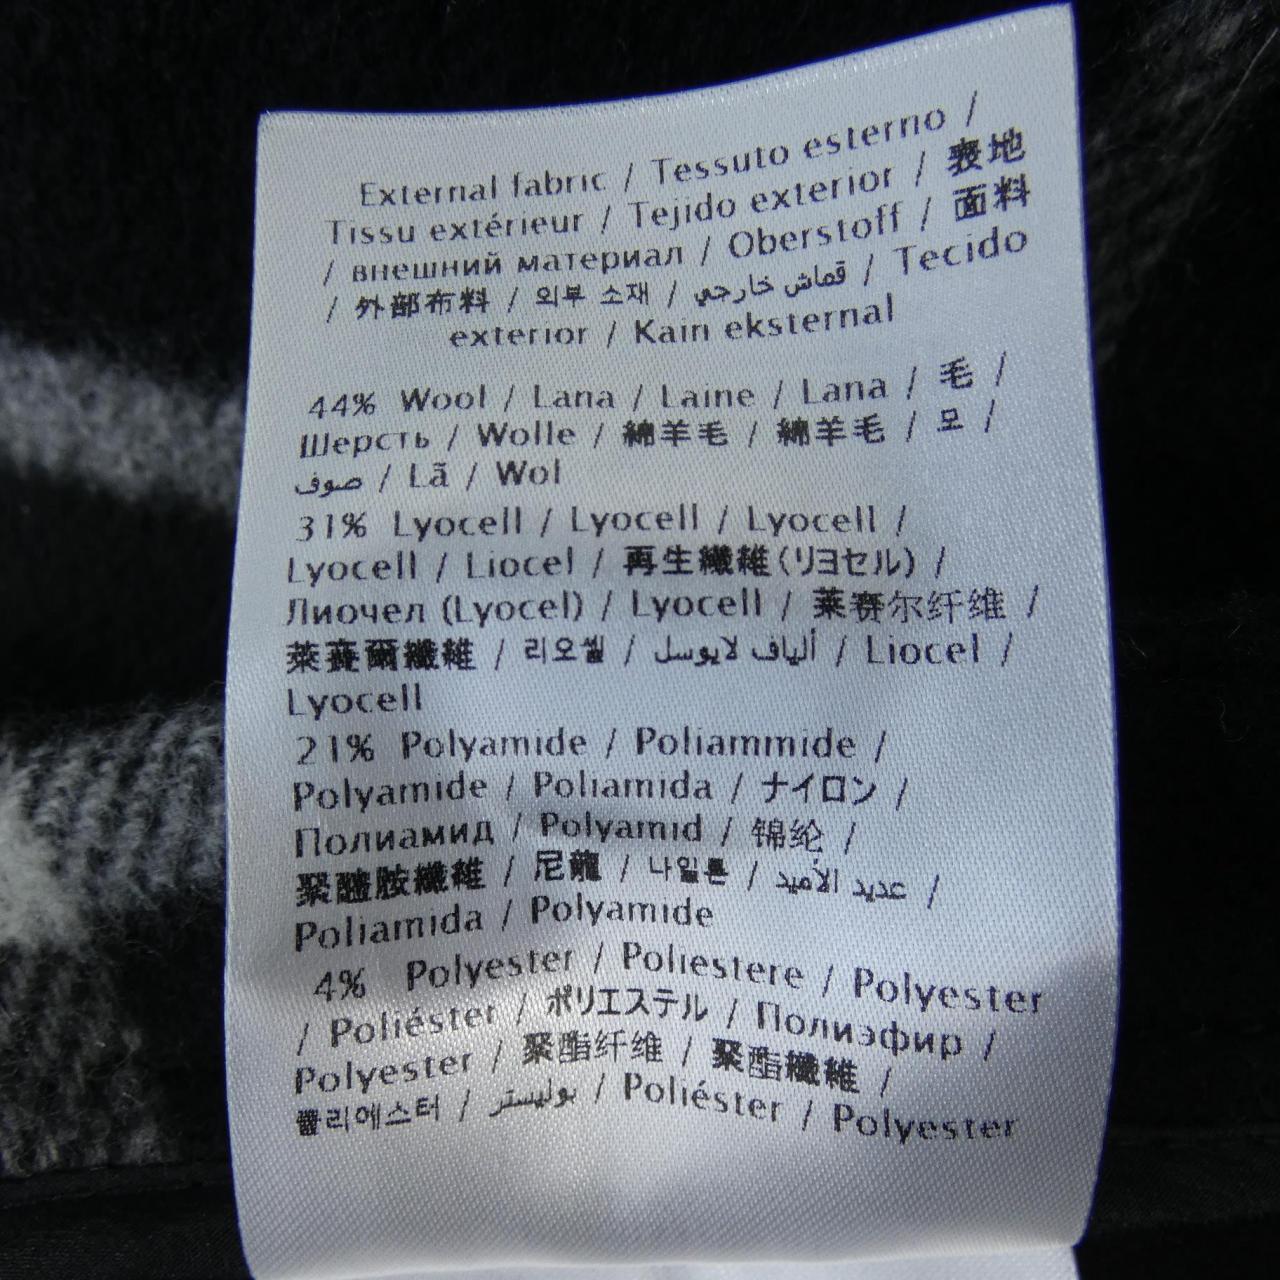 External fabric / Tessuto esterno /
Tissu extérieur / Tejido exterior / 表地
/ внешний материал / Oberstoff / 面料
/ 外部布料 / 외부 소재 / قماش خارجي / Tecido
exterior / Kain eksternal
44% Wool / Lana / Laine / Lana / 毛 /
Шерсть / Wolle / 綿羊毛 / 綿羊毛 / 모 /
صوف / Lã / Wol
31% Lyocell / Lyocell / Lyocell /
Lyocell / Liocel / 再生繊維(リヨセル) /
Лиочел (Lyocel) / Lyocell / 莱赛尔纤维 /
萊賽爾纖維 / 리오셀 / ألياف لايوسل / Liocel /
Lyocell
21% Polyamide / Poliammide /
Polyamide / Poliamida / ナイロン /
Полиамид / Polyamid / 锦纶 /
聚醯胺纖維 / 尼龍 / 나일론 / عديد الأميد /
Poliamida / Polyamide
4% Polyester / Poliestere / Polyester
/ Poliéster / ポリエステル / Полиэфир /
Polyester / 聚酯纤维 / 聚酯纖維 /
폴리에스터 / بوليستر / Poliéster / Polyester